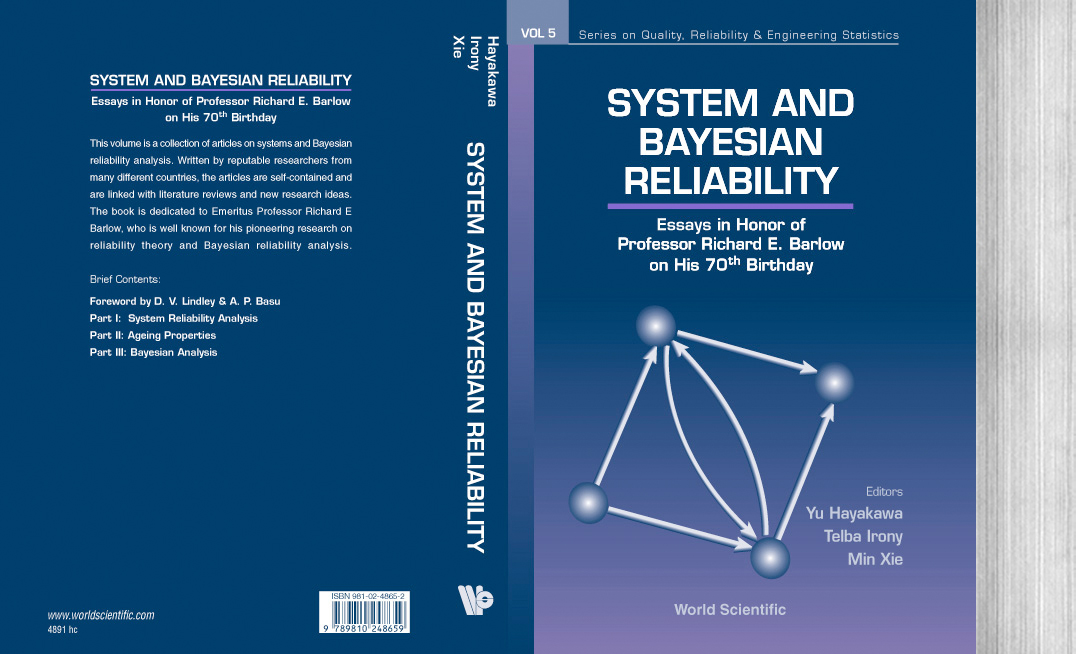 SYSTEM AND BAYESIAN RELIABILITY
Essays in Honor of Professor Richard E. Barlow
on His 70th Birthday
This volume is a collection of articles on systems and Bayesian
reliability analysis. Written by reputable researchers from
many different countries, the articles are self-contained and
are linked with literature reviews and new research ideas.
The book is dedicated to Emeritus Professor Richard E
Barlow, who is well known for his pioneering research on
reliability theory and Bayesian reliability analysis.
Brief Contents:
Foreword by D. V. Lindley & A. P. Basu
Part I: System Reliability Analysis
Part II: Ageing Properties
Part III: Bayesian Analysis
www.worldscientific.com
4891 hc
ISBN 981-02-4865-2
9 789810 248659
Hayakawa
Irony
Xie
SYSTEM AND BAYESIAN RELIABILITY
VOL 5
Series on Quality, Reliability & Engineering Statistics
SYSTEM AND
BAYESIAN
RELIABILITY
Essays in Honor of
Professor Richard E. Barlow
on His 70th Birthday
Editors
Yu Hayakawa
Telba Irony
Min Xie
World Scientific